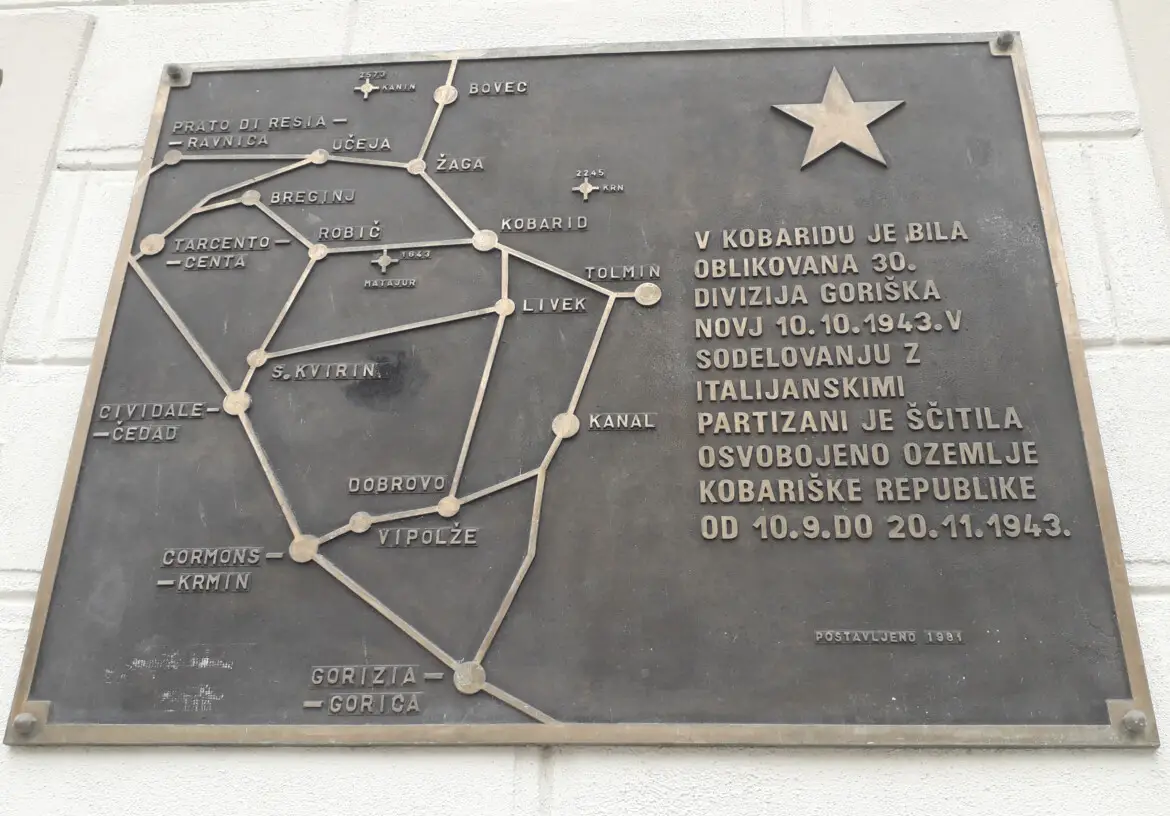 2573
KANIN
BOVEC
PRATO DI RESIA –
– RAVNICA
UČEJA
ŽAGA
BREGINJ
2245
KRN
TARCENTO –
– CENTA
ROBIČ
KOBARID
1643
MATAJUR
TOLMIN
LIVEK
S. KVIRIN
CIVIDALE –
– ČEDAD
KANAL
DOBROVO
VIPOLŽE
CORMONS –
– KRMIN
GORIZIA –
– GORICA
V KOBARIDU JE BILA
OBLIKOVANA 30.
DIVIZIJA GORIŠKA
NOVJ 10.10.1943. V
SODELOVANJU Z
ITALIJANSKIMI
PARTIZANI JE ŠČITILA
OSVOBOJENO OZEMLJE
KOBARIŠKE REPUBLIKE
OD 10.9. DO 20.11.1943.
POSTAVLJENO 1981